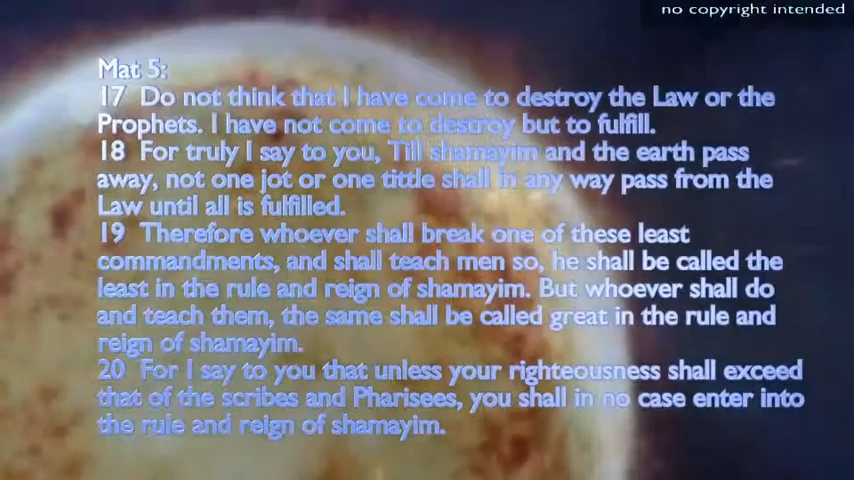 no copyright intended
Mat 5:
17 Do not think that I have come to destroy the Law or the
Prophets. I have not come to destroy but to fulfill.
18 For truly I say to you, Till shamayim and the earth pass
away, not one jot or one tittle shall in any way pass from the
Law until all is fulfilled.
19 Therefore whoever shall break one of these least
commandments, and shall teach men so, he shall be called the
least in the rule and reign of shamayim. But whoever shall do
and teach them, the same shall be called great in the rule and
reign of shamayim.
20 For I say to you that unless your righteousness shall exceed
that of the scribes and Pharisees, you shall in no case enter into
the rule and reign of shamayim.